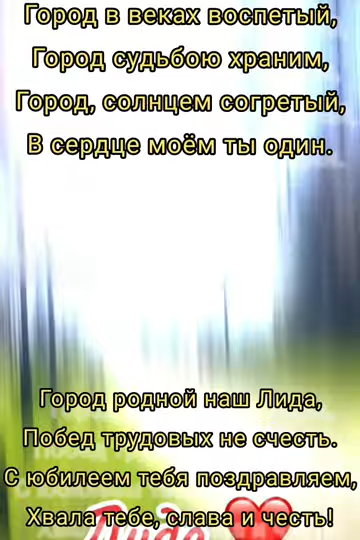 Город в веках воспетый,
Город судьбою храним,
Город, солнцем согретый,
В сердце моём ты один.
Город родной наш Лида,
Побед трудовых не счесть.
С юбилеем тебя поздравляем,
Хвала тебе, слава и честь!
Лида